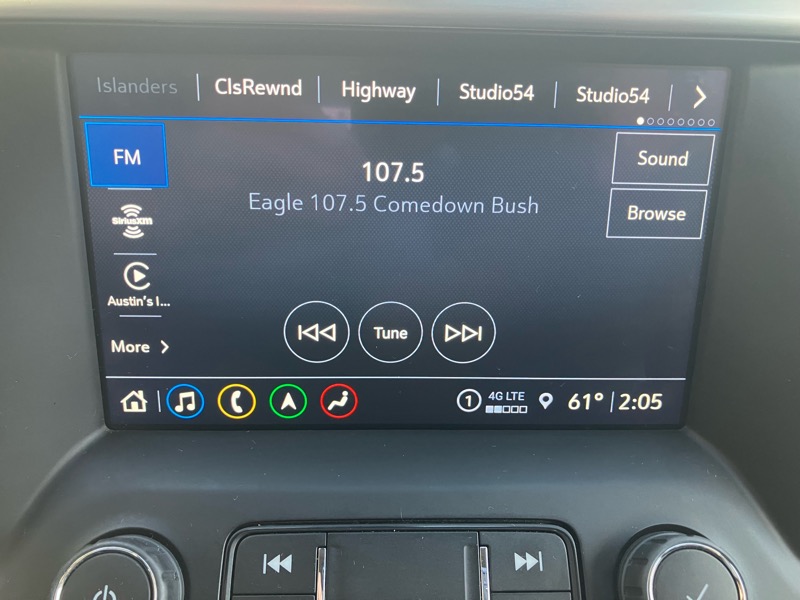 Islanders ClsRewnd Highway Studio54 Studio54
FM
107.5
Eagle 107.5 Comedown Bush
Sound
Browse
SiriusXM
Austin's I...
More
Tune
1 4G LTE 61° 2:05